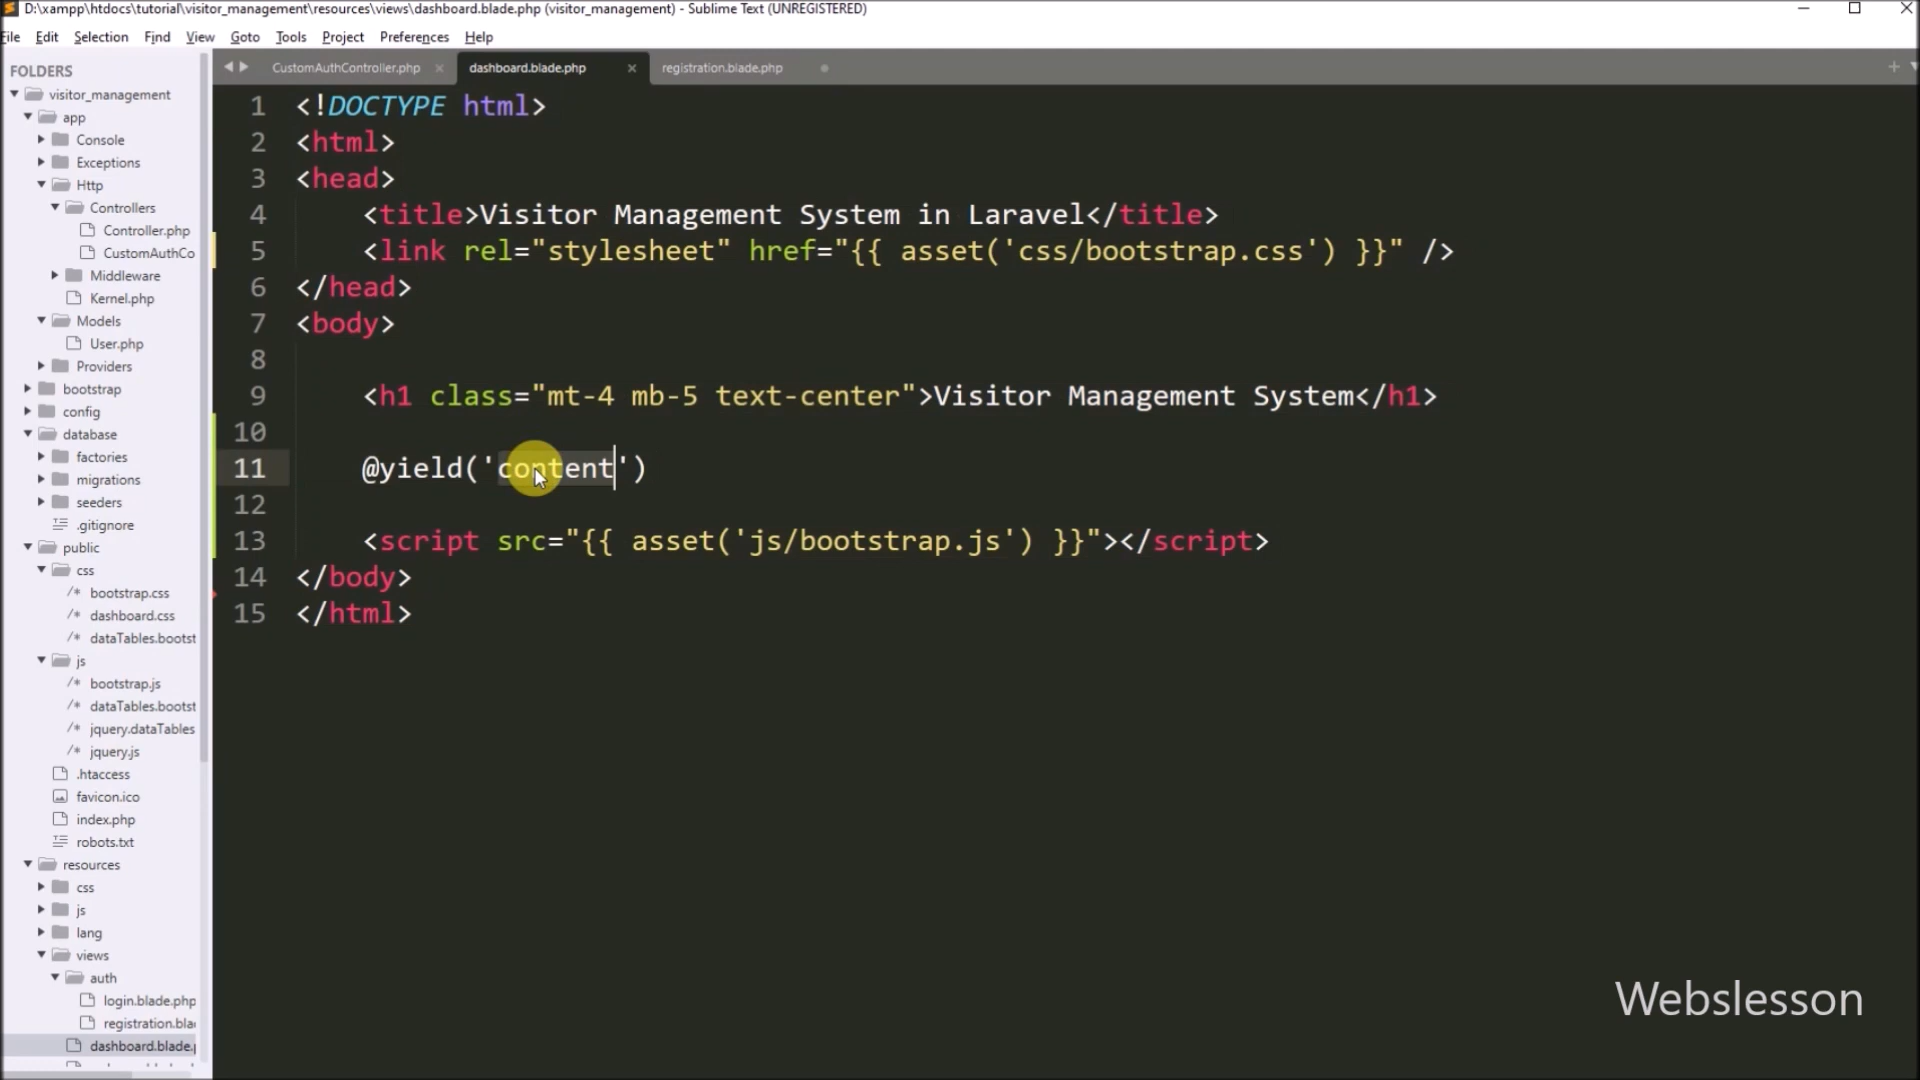 D:\xampp\htdocs\tutorial\visitor_management\resources\views\dashboard.blade.php (visitor_management) - Sublime Text (UNREGISTERED)
File Edit Selection Find View Goto Tools Project Preferences Help
FOLDERS
visitor_management
app
Console
Exceptions
Http
Controllers
Controller.php
CustomAuthCo
Middleware
Kernel.php
Models
User.php
Providers
bootstrap
config
database
factories
migrations
seeders
.gitignore
public
css
bootstrap.css
dashboard.css
dataTables.bootst
js
bootstrap.js
dataTables.bootst
jquery.dataTables
jquery.js
.htaccess
favicon.ico
index.php
robots.txt
resources
css
js
lang
views
auth
login.blade.php
registration.bla
dashboard.blade.p
CustomAuthController.php dashboard.blade.php registration.blade.php
1 <!DOCTYPE html>
2 <html>
3 <head>
4 <title>Visitor Management System in Laravel</title>
5 <link rel="stylesheet" href="{{ asset('css/bootstrap.css') }}" />
6 </head>
7 <body>
8
9 <h1 class="mt-4 mb-5 text-center">Visitor Management System</h1>
10
11 @yield('content')
12
13 <script src="{{ asset('js/bootstrap.js') }}"></script>
14 </body>
15 </html>
Webslesson